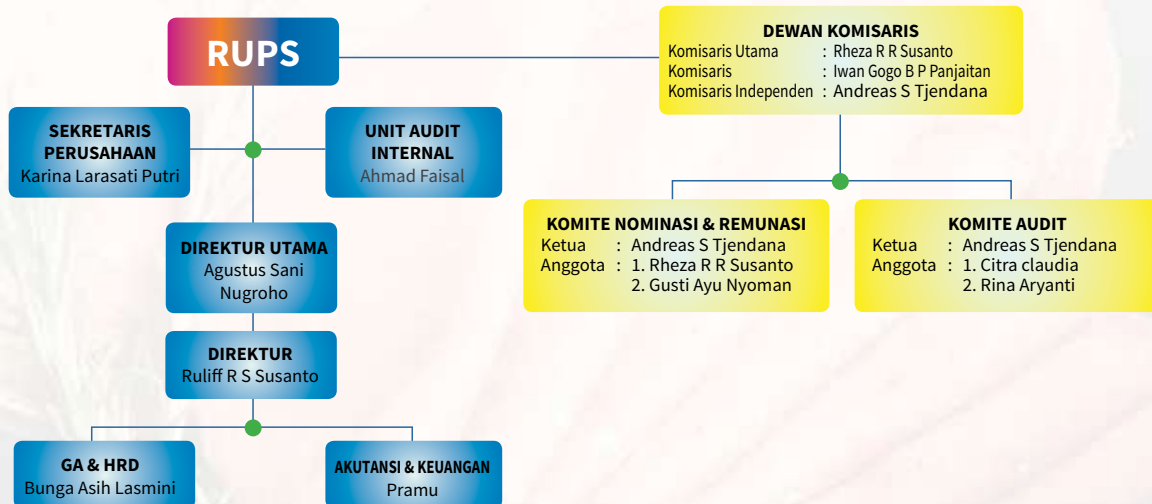 RUPS
DEWAN KOMISARIS
Komisaris Utama : Rheza R R Susanto
Komisaris : Iwan Gogo B P Panjaitan
Komisaris Independen : Andreas S Tjendana
SEKRETARIS
PERUSAHAAN
Karina Larasati Putri
UNIT AUDIT
INTERNAL
Ahmad Faisal
KOMITE NOMINASI & REMUNASI
Ketua : Andreas S Tjendana
Anggota : 1. Rheza R R Susanto
2. Gusti Ayu Nyoman
KOMITE AUDIT
Ketua : Andreas S Tjendana
Anggota : 1. Citra claudia
2. Rina Aryanti
DIREKTUR UTAMA
Agustus Sani
Nugroho
DIREKTUR
Ruliff R S Susanto
GA & HRD
Bunga Asih Lasmini
AKUTANSI & KEUANGAN
Pramu